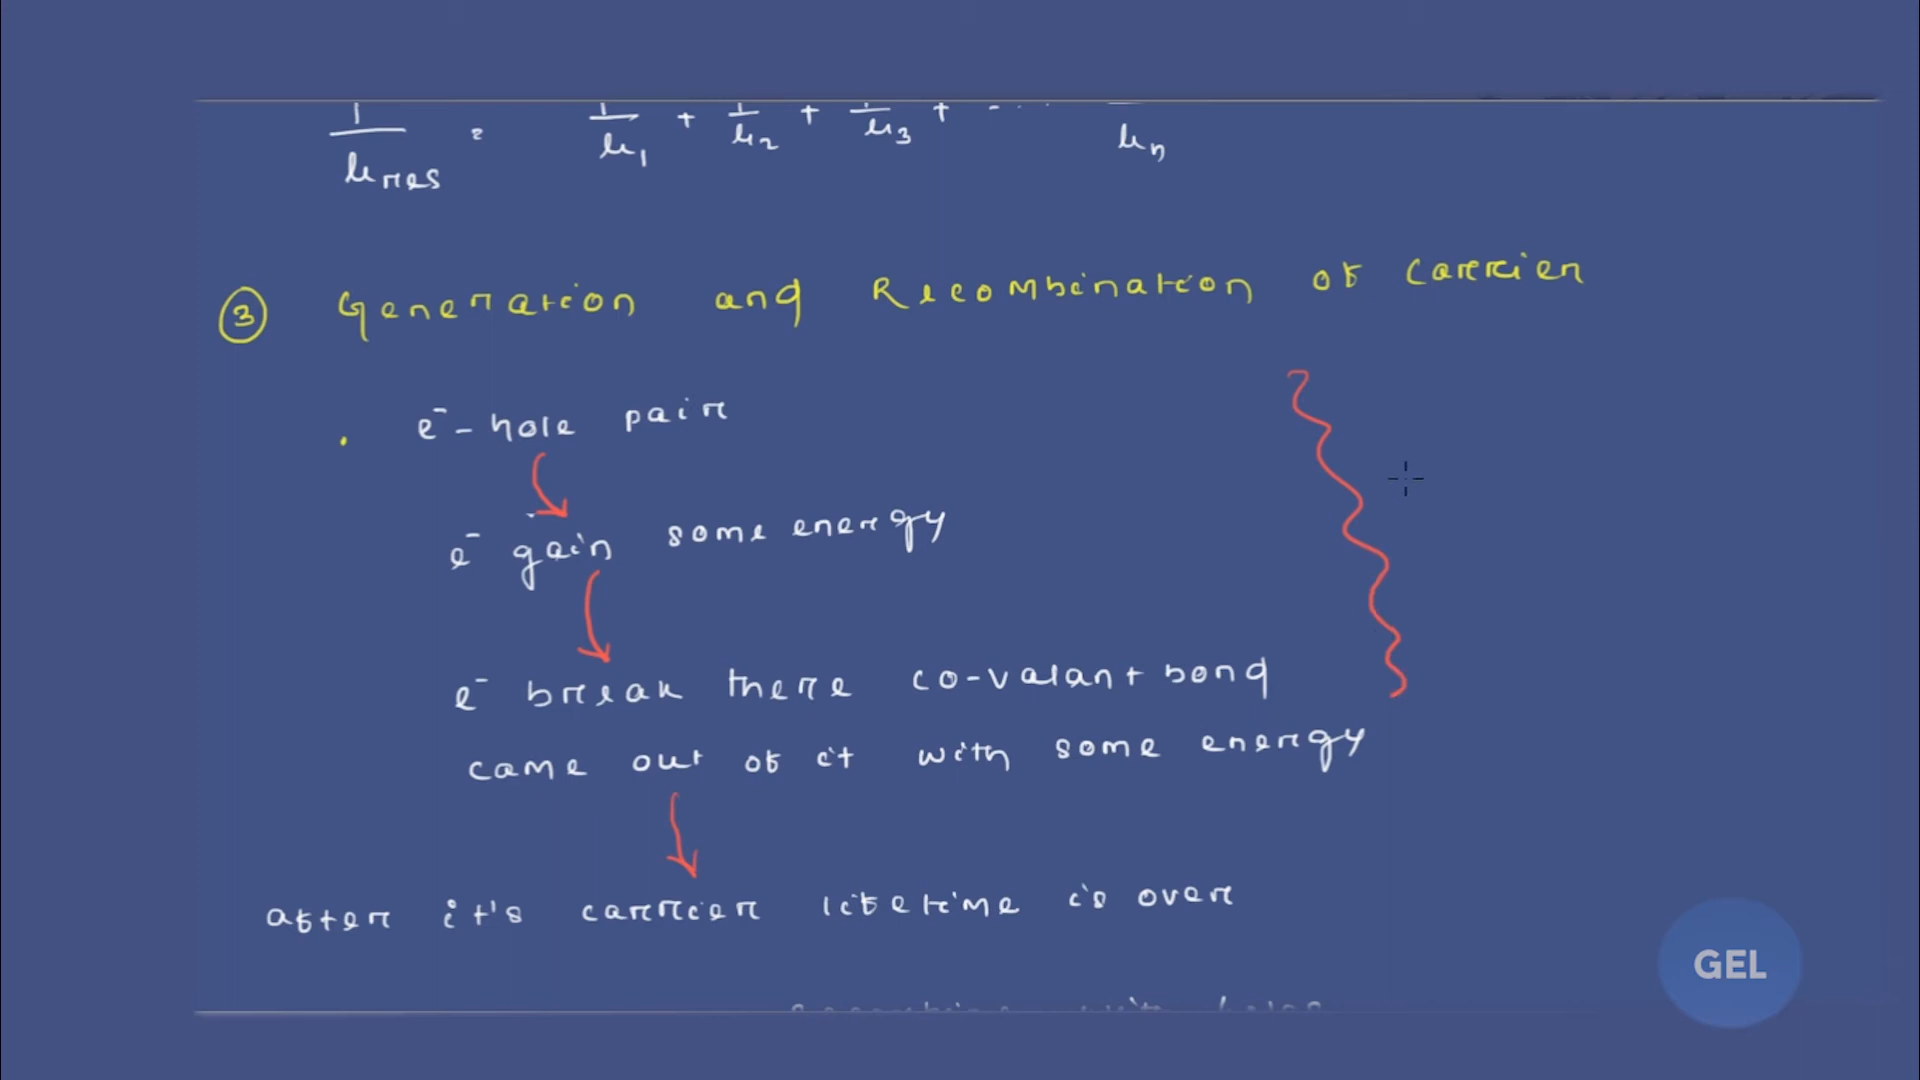 1/μres = 1/μ1 + 1/μ2 + 1/μ3 + - ... μn
③ Generation and Recombination of carrier
. e⁻ - hole pair
e⁻ gain some energy
e⁻ break there co-valant bond
came out of it with some energy
after it's carrier lifetime is over
GEL